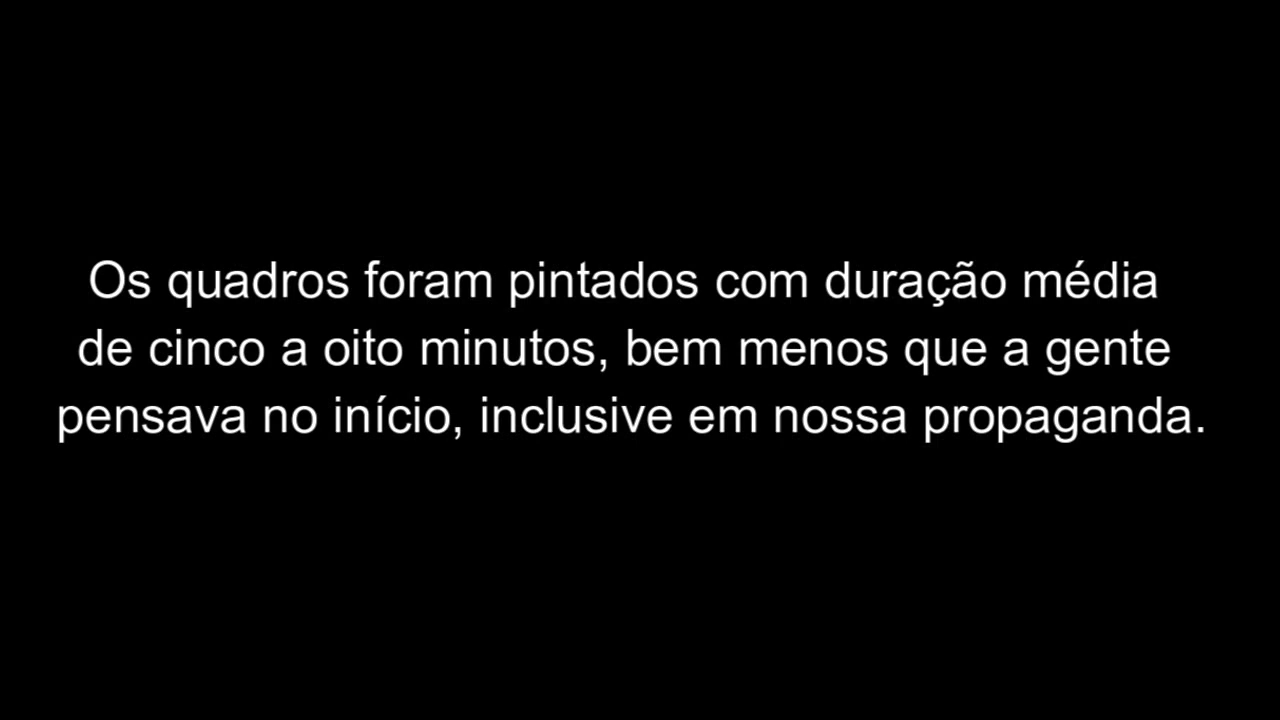 Os quadros foram pintados com duração média
de cinco a oito minutos, bem menos que a gente
pensava no início, inclusive em nossa propaganda.